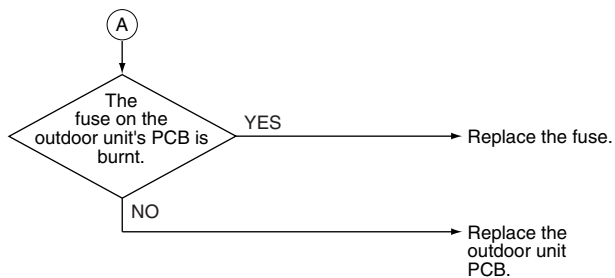 A
The
fuse on the
outdoor unit's PCB is
burnt.
YES
Replace the fuse.
NO
Replace the
outdoor unit
PCB.